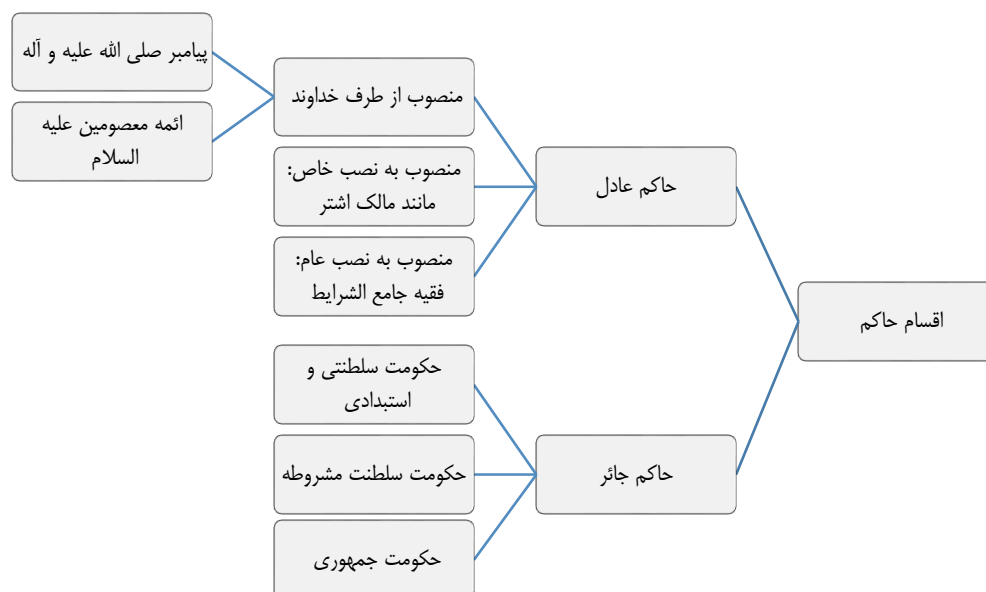 اقسام حاکم
حاکم عادل
منصوب از طرف خداوند
پیامبر صلی الله علیه و آله
ائمه معصومین علیه
السلام
منصوب به نصب خاص:
مانند مالک اشتر
منصوب به نصب عام:
فقیه جامع الشرایط
حاکم جائر
حکومت سلطنتی و
استبدادی
حکومت سلطنت مشروطه
حکومت جمهوری